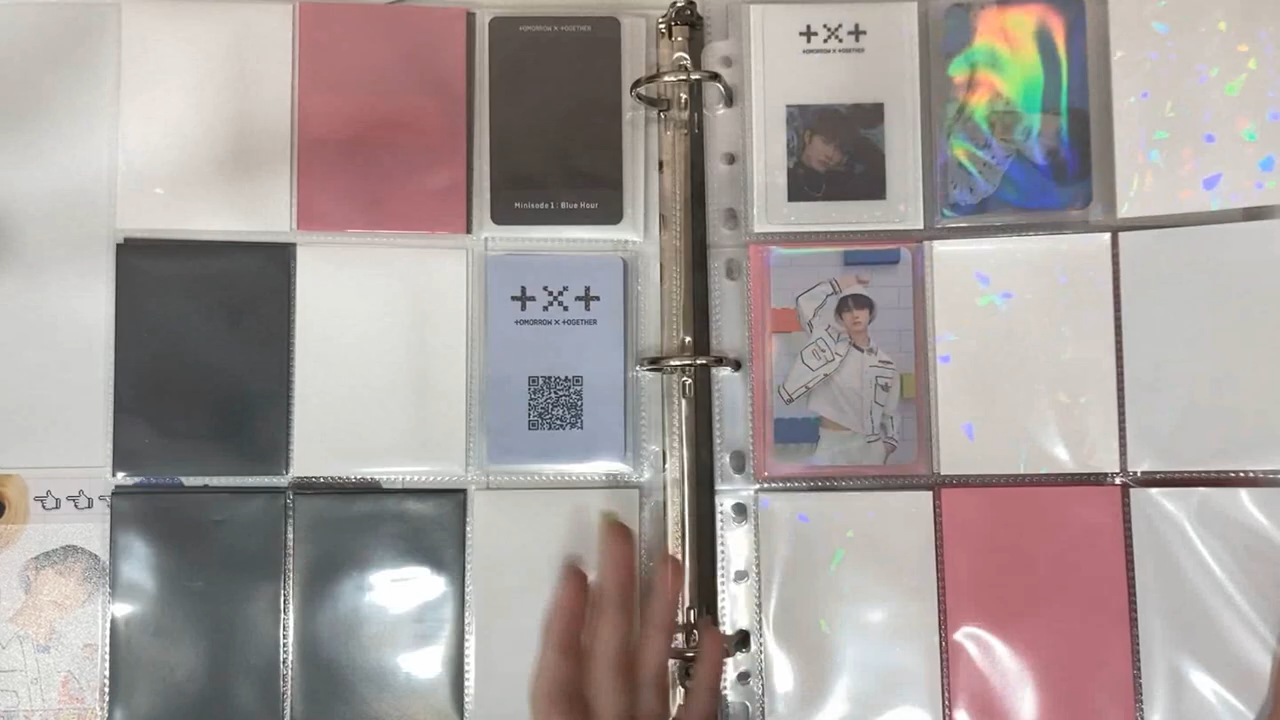 TOMORROW X TOGETHER
Minisode 1 : Blue Hour
TXT
TOMORROW X TOGETHER
TXT
TOMORROW X TOGETHER